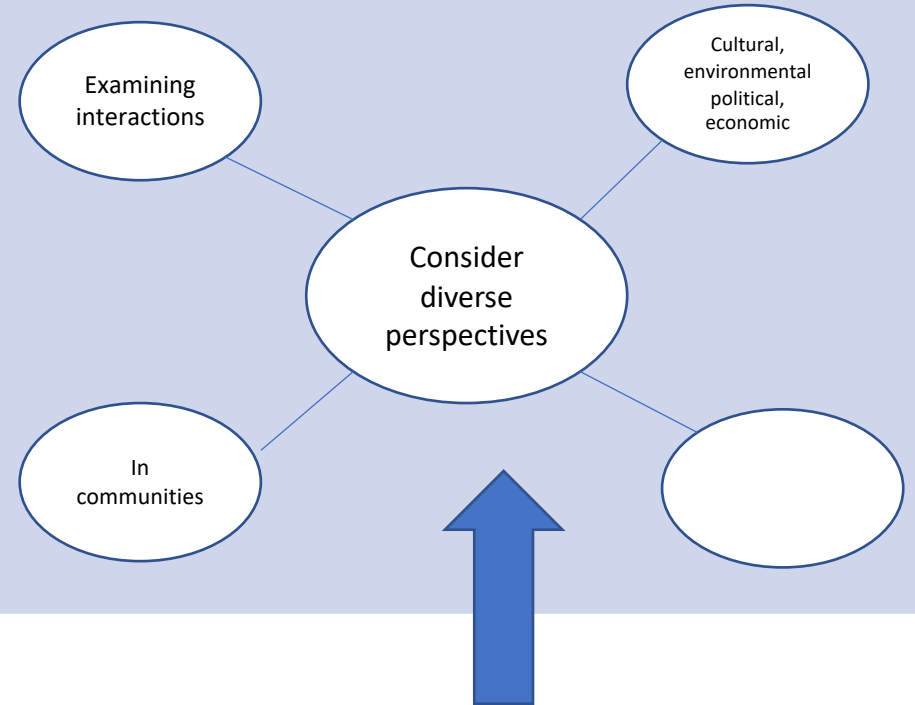 Examining
interactions
Cultural,
environmental
political,
economic
Consider
diverse
perspectives
In
communities